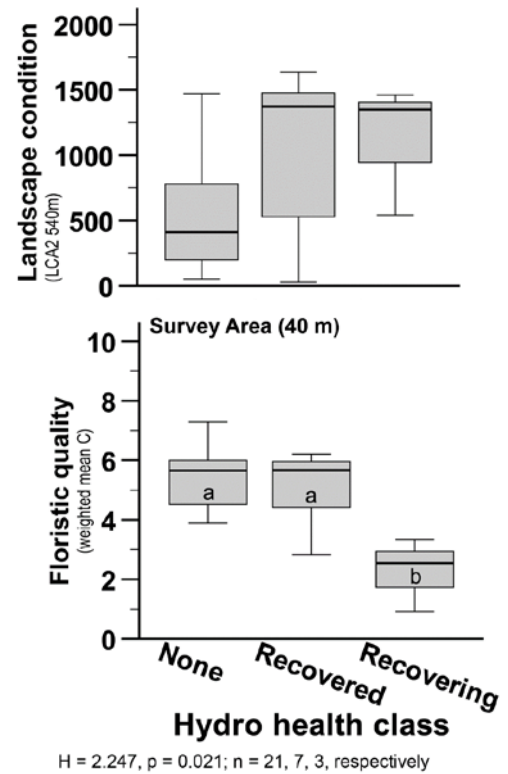 2000
1500
1000
500
0
Landscape condition
(LCA2 540m)
Survey Area (40 m)
10
8
6
4
2
0
Floristic quality
(weighted mean C)
a
a
b
None
Recovered
Recovering
Hydro health class
H = 2.247, p = 0.021; n = 21, 7, 3, respectively